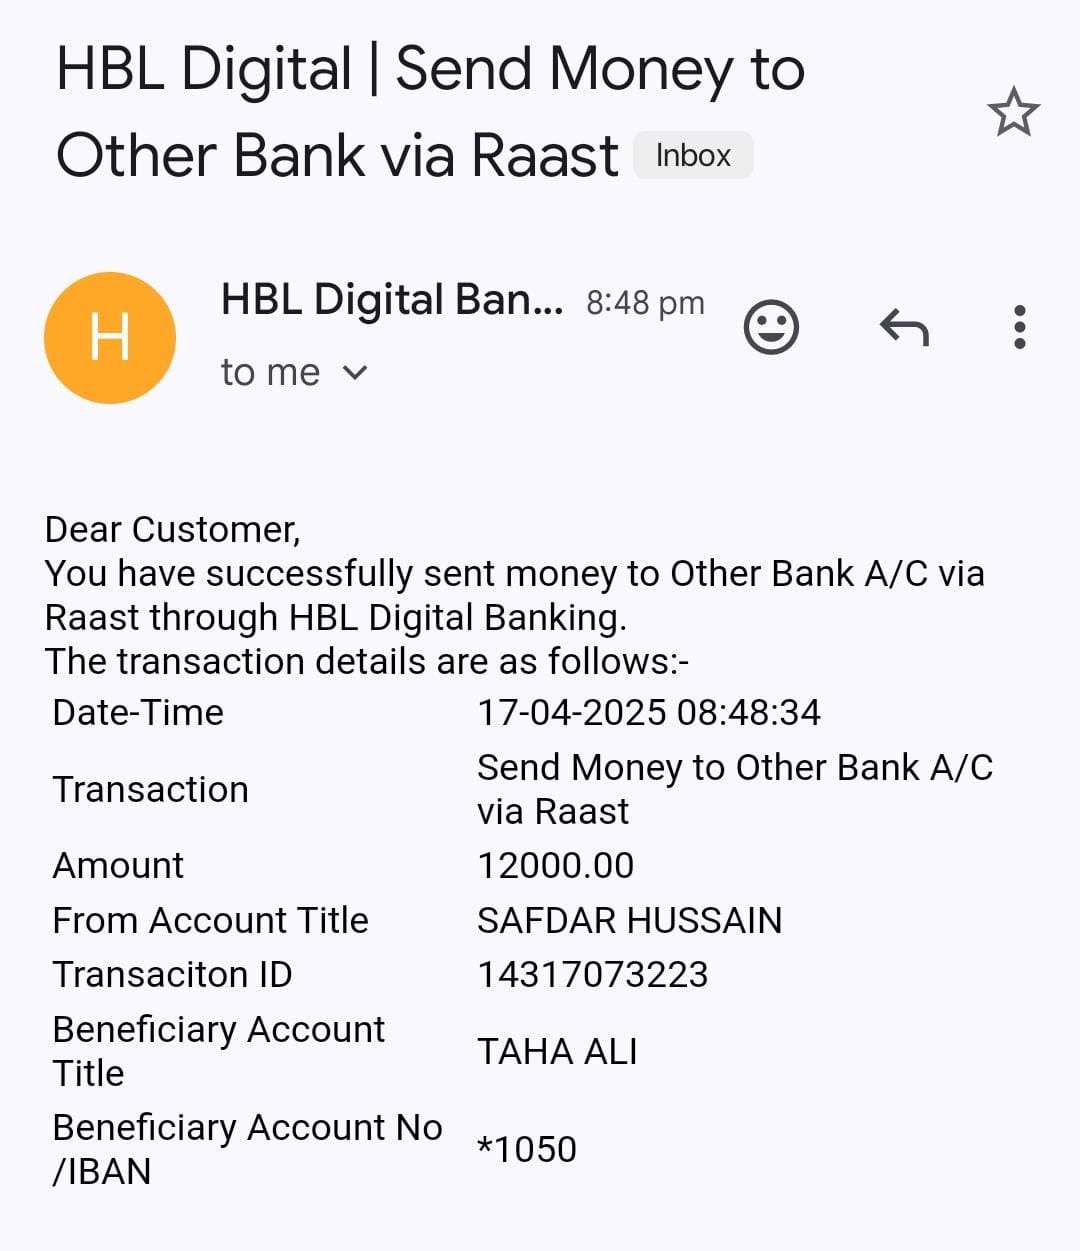 HBL Digital | Send Money to
Other Bank via Raast Inbox
H
HBL Digital Ban... 8:48 pm
to me
Dear Customer,
You have successfully sent money to Other Bank A/C via
Raast through HBL Digital Banking.
The transaction details are as follows:-
Date-Time 17-04-2025 08:48:34
Transaction Send Money to Other Bank A/C
via Raast
Amount 12000.00
From Account Title SAFDAR HUSSAIN
Transaciton ID 14317073223
Beneficiary Account
Title TAHA ALI
Beneficiary Account No
/IBAN *1050